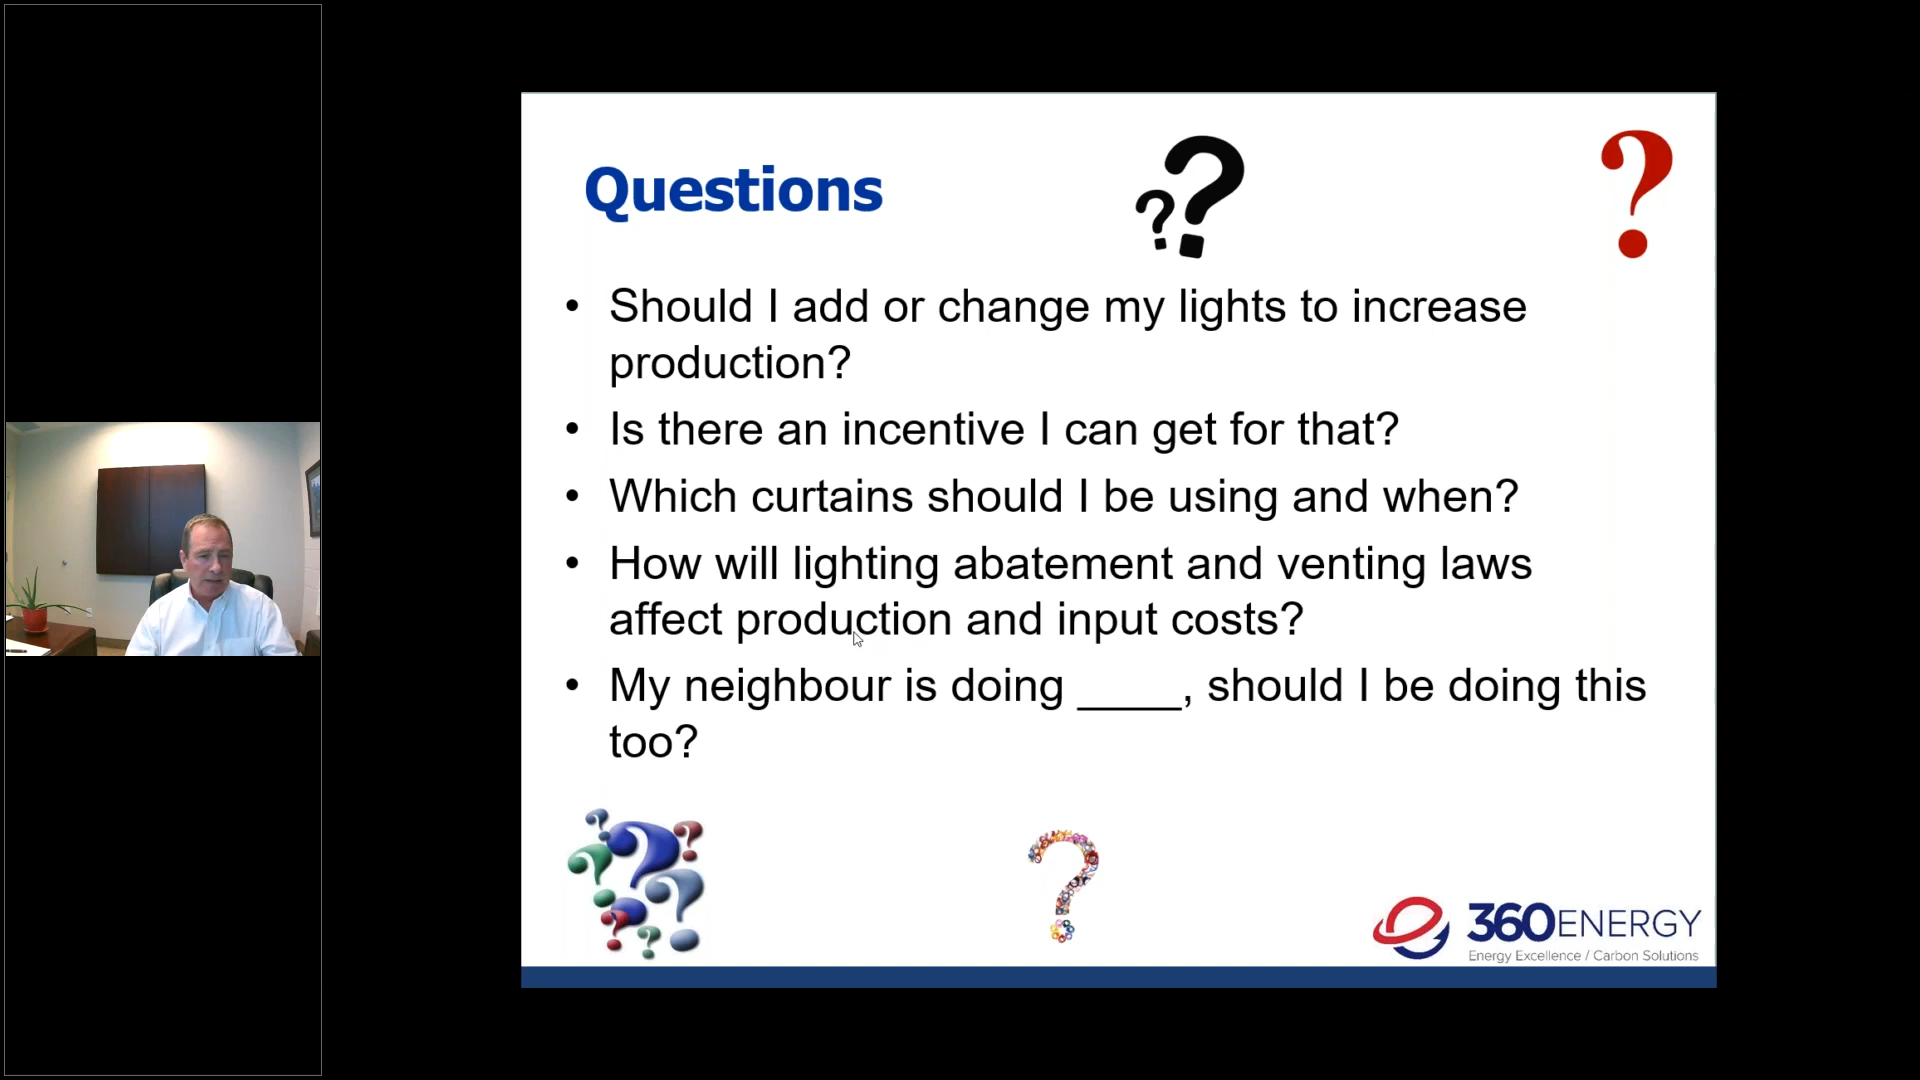 Questions
• Should I add or change my lights to increase
production?
• Is there an incentive I can get for that?
• Which curtains should I be using and when?
• How will lighting abatement and venting laws
affect production and input costs?
• My neighbour is doing ____, should I be doing this
too?
360ENERGY
Energy Excellence / Carbon Solutions